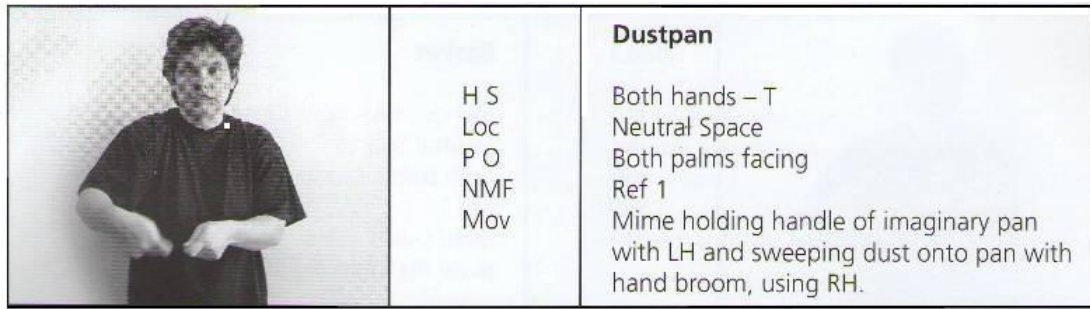 Dustpan
H S Both hands – T
Loc Neutral Space
P O Both palms facing
NMF Ref 1
Mov Mime holding handle of imaginary pan
with LH and sweeping dust onto pan with
hand broom, using RH.